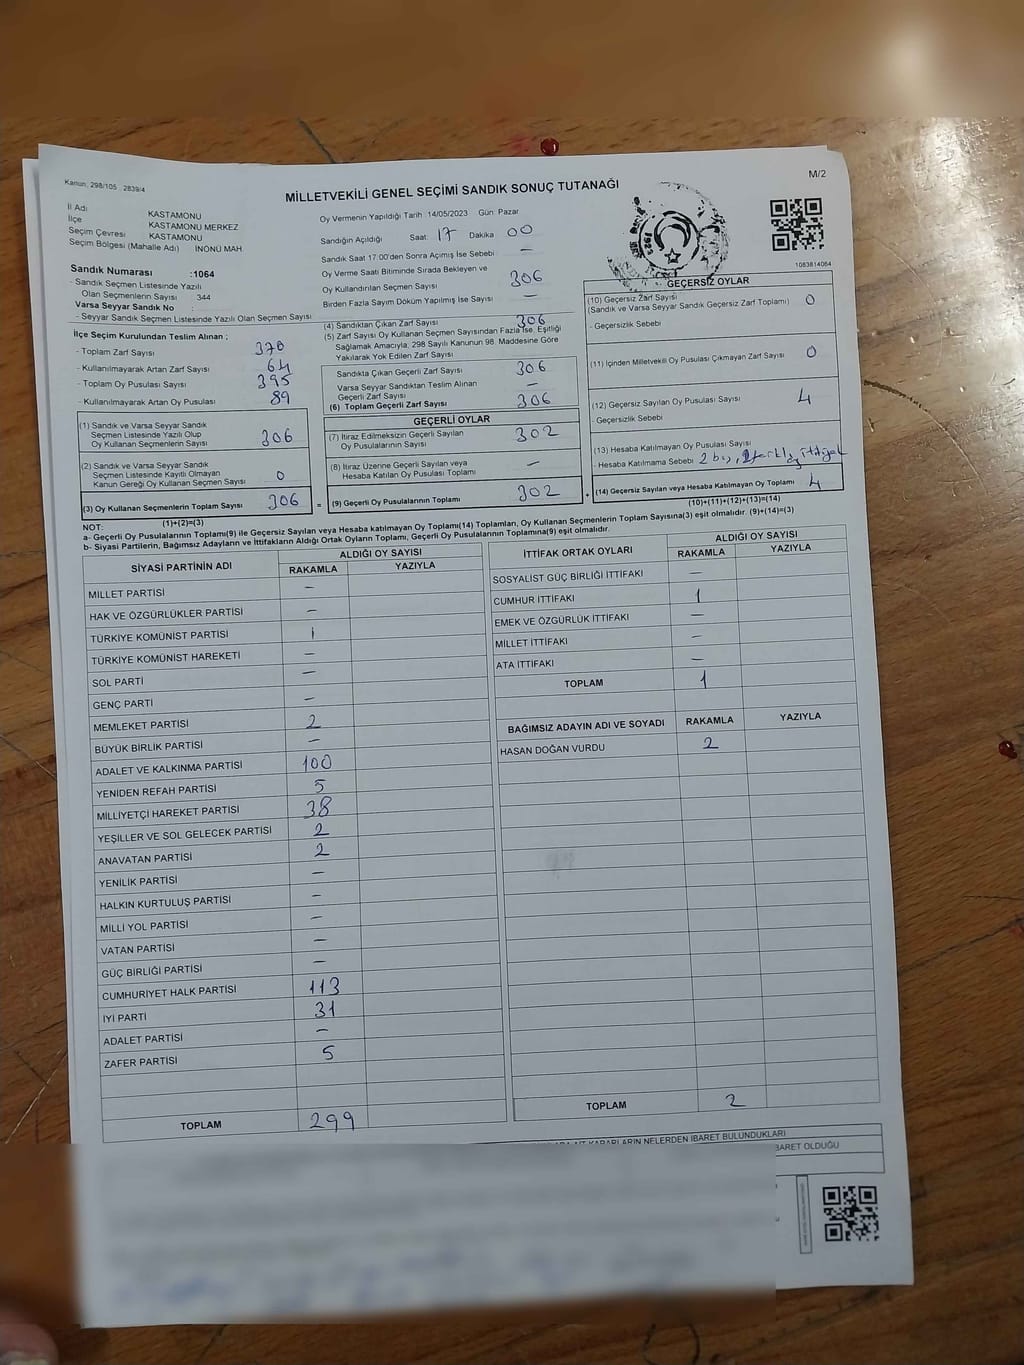 Kanun: 298/105 , 2839/4
M/2
MİLLETVEKİLİ GENEL SEÇİMİ SANDIK SONUÇ TUTANAĞI
İl Adı KASTAMONU
İlçe KASTAMONU MERKEZ
Seçim Çevresi KASTAMONU
Seçim Bölgesi (Mahalle Adı) İNÖNÜ MAH.
Sandık Numarası :1064
- Sandık Seçmen Listesinde Yazılı
Olan Seçmenlerin Sayısı 344
Varsa Seyyar Sandık No :
- Seyyar Sandık Seçmen Listesinde Yazılı Olan Seçmen Sayısı
Oy Vermenin Yapıldığı Tarih :14/05/2023 Gün: Pazar
Sandığın Açıldığı Saat: 17 Dakika 00
Sandık Saat 17:00'den Sonra Açılmış İse Sebebi —
Oy Verme Saati Bitiminde Sırada Bekleyen ve
Oy Kullandırılan Seçmen Sayısı 306
Birden Fazla Sayım Döküm Yapılmış İse Sayısı —
1083814064
İlçe Seçim Kurulundan Teslim Alınan ;
- Toplam Zarf Sayısı 370
- Kullanılmayarak Artan Zarf Sayısı 64
- Toplam Oy Pusulası Sayısı 395
- Kullanılmayarak Artan Oy Pusulası 89
(1) Sandık ve Varsa Seyyar Sandık
Seçmen Listesinde Yazılı Olup
Oy Kullanan Seçmenlerin Sayısı 306
(2) Sandık ve Varsa Seyyar Sandık
Seçmen Listesinde Kayıtlı Olmayan
Kanun Gereği Oy Kullanan Seçmen Sayısı 0
(3) Oy Kullanan Seçmenlerin Toplam Sayısı 306 =
(1)+(2)=(3)
(4) Sandıktan Çıkan Zarf Sayısı 306
(5) Zarf Sayısı Oy Kullanan Seçmen Sayısından Fazla İse, Eşitliği
Sağlamak Amacıyla, 298 Sayılı Kanunun 98. Maddesine Göre
Yakılarak Yok Edilen Zarf Sayısı
Sandıkta Çıkan Geçerli Zarf Sayısı 306
Varsa Seyyar Sandıktan Teslim Alınan
Geçerli Zarf Sayısı —
(6) Toplam Geçerli Zarf Sayısı 306
GEÇERLİ OYLAR
(7) İtiraz Edilmeksizin Geçerli Sayılan
Oy Pusulalarının Sayısı 302
(8) İtiraz Üzerine Geçerli Sayılan veya
Hesaba Katılan Oy Pusulası Toplamı —
(9) Geçerli Oy Pusulalarının Toplamı 302 +
GEÇERSİZ OYLAR
(10) Geçersiz Zarf Sayısı
(Sandık ve Varsa/ Seyyar Sandık Geçersiz Zarf Toplamı) 0
- Geçersizlik Sebebi
(11) İçinden Milletvekili Oy Pusulası Çıkmayan Zarf Sayısı 0
(12) Geçersiz Sayılan Oy Pusulası Sayısı 4
- Geçersizlik Sebebi
(13) Hesaba Katılmayan Oy Pusulası Sayısı
- Hesaba Katılmama Sebebi 2 boş, 2 farklı ittifak
(14) Geçersiz Sayılan veya Hesaba Katılmayan Oy Toplamı 4
(10)+(11)+(12)+(13)=(14)
NOT:
a- Geçerli Oy Pusulalarının Toplamı(9) ile Geçersiz Sayılan veya Hesaba katılmayan Oy Toplamı(14) Toplamları, Oy Kullanan Seçmenlerin Toplam Sayısına(3) eşit olmalıdır. (9)+(14)=(3)
b- Siyasi Partilerin, Bağımsız Adayların ve İttifakların Aldığı Ortak Oyların Toplamı, Geçerli Oy Pusulalarının Toplamına(9) eşit olmalıdır.
SİYASİ PARTİNİN ADI ALDIĞI OY SAYISI
RAKAMLA YAZIYLA
MİLLET PARTİSİ —
HAK VE ÖZGÜRLÜKLER PARTİSİ —
TÜRKİYE KOMÜNİST PARTİSİ 1
TÜRKİYE KOMÜNİST HAREKETİ —
SOL PARTİ —
GENÇ PARTİ —
MEMLEKET PARTİSİ 2
BÜYÜK BİRLİK PARTİSİ —
ADALET VE KALKINMA PARTİSİ 100
YENİDEN REFAH PARTİSİ 5
MİLLİYETÇİ HAREKET PARTİSİ 38
YEŞİLLER VE SOL GELECEK PARTİSİ 2
ANAVATAN PARTİSİ 2
YENİLİK PARTİSİ —
HALKIN KURTULUŞ PARTİSİ —
MİLLİ YOL PARTİSİ —
VATAN PARTİSİ —
GÜÇ BİRLİĞİ PARTİSİ —
CUMHURİYET HALK PARTİSİ 113
İYİ PARTİ 31
ADALET PARTİSİ —
ZAFER PARTİSİ 5
TOPLAM 299
İTTİFAK ORTAK OYLARI ALDIĞI OY SAYISI
RAKAMLA YAZIYLA
SOSYALİST GÜÇ BİRLİĞİ İTTİFAKI —
CUMHUR İTTİFAKI 1
EMEK VE ÖZGÜRLÜK İTTİFAKI —
MİLLET İTTİFAKI —
ATA İTTİFAKI —
TOPLAM 1
BAĞIMSIZ ADAYIN ADI VE SOYADI RAKAMLA YAZIYLA
HASAN DOĞAN VURDU 2
TOPLAM 2
KARARLARIN NELERDEN İBARET BULUNDUKLARI
İBARET OLDUĞU